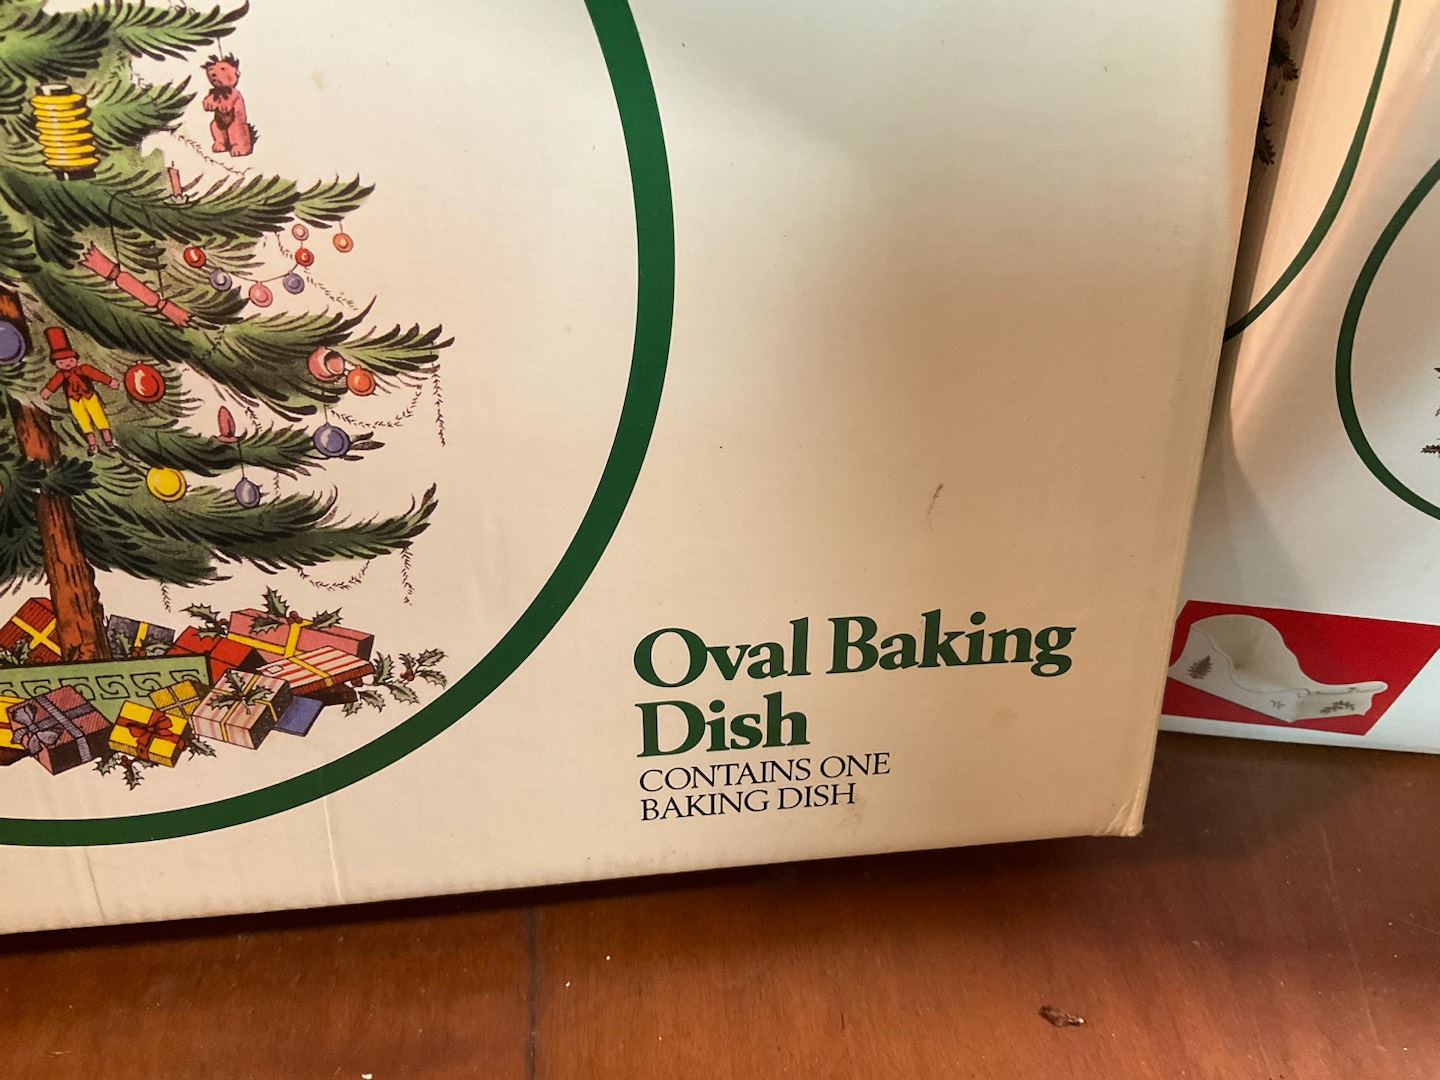 Oval Baking
Dish
CONTAINS ONE
BAKING DISH